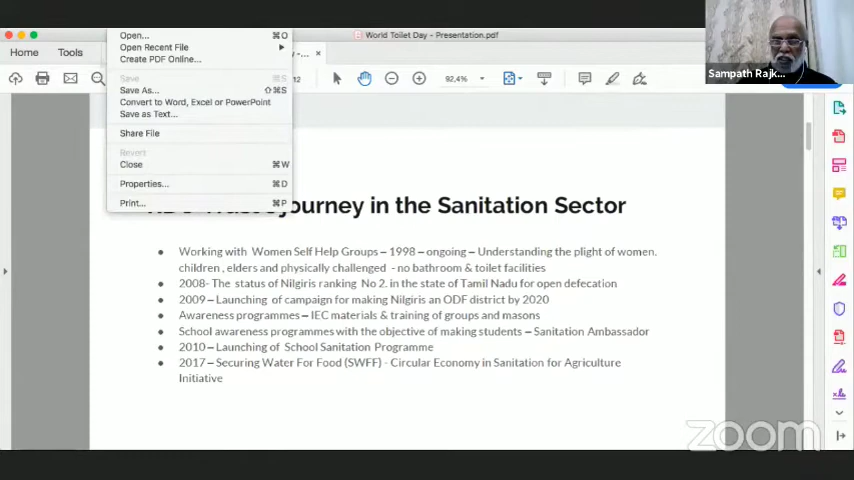 Open... ⌘O
World Toilet Day - Presentation.pdf
Home Tools
Open Recent File
Create PDF Online...
Sampath Rajk...
Save ⌘S
92,4%
Save As... ⇧⌘S
Convert to Word, Excel or PowerPoint
Save as Text...
Share File
Revert
Close ⌘W
Properties... ⌘D
Print... ⌘P
Journey in the Sanitation Sector
• Working with Women Self Help Groups – 1998 – ongoing – Understanding the plight of women.
children , elders and physically challenged - no bathroom & toilet facilities
• 2008- The status of Nilgiris ranking No 2. in the state of Tamil Nadu for open defecation
• 2009 – Launching of campaign for making Nilgiris an ODF district by 2020
• Awareness programmes – IEC materials & training of groups and masons
• School awareness programmes with the objective of making students – Sanitation Ambassador
• 2010 – Launching of School Sanitation Programme
• 2017 – Securing Water For Food (SWFF) - Circular Economy in Sanitation for Agriculture
Initiative
zoom